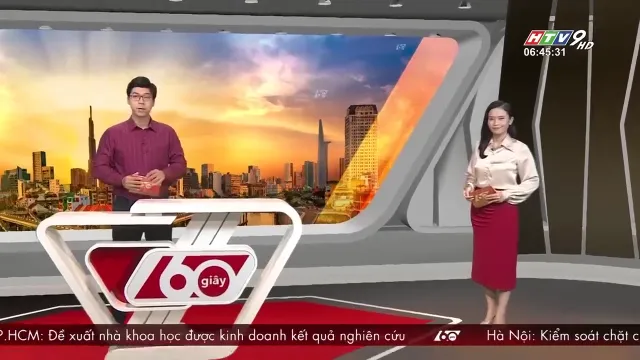 HTV9 HD
06:45:31
60 giây
P.HCM: Đề xuất nhà khoa học được kinh doanh kết quả nghiên cứu 60 Hà Nội: Kiểm soát chặt c